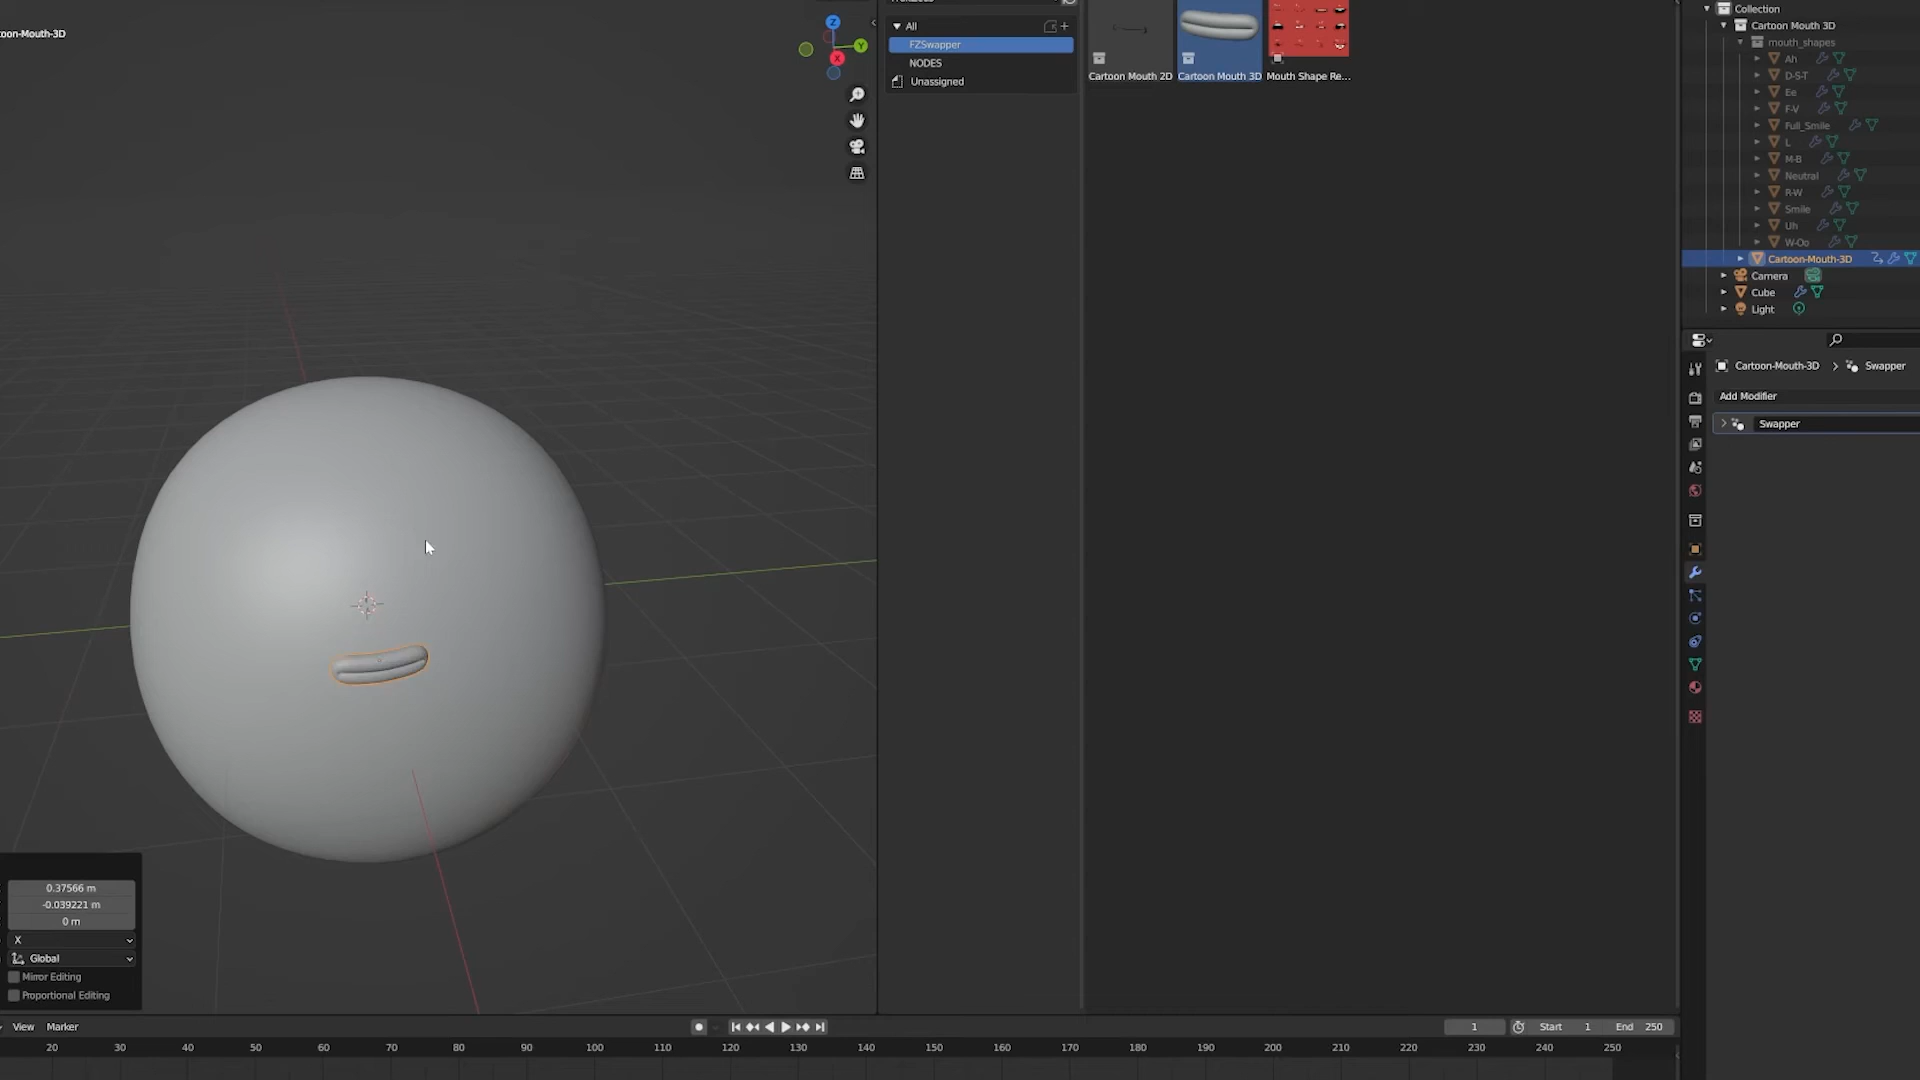 oon-Mouth-3D
Z
Y
X
All
FZSwapper
NODES
Unassigned
Cartoon Mouth 2D
Cartoon Mouth 3D
Mouth Shape Re...
Collection
Cartoon Mouth 3D
mouth_shapes
Ah
D-S-T
Ee
F-V
Full_Smile
L
M-B
Neutral
R-W
Smile
Uh
W-Oo
Cartoon-Mouth-3D
Camera
Cube
Light
Cartoon-Mouth-3D > Swapper
Add Modifier
Swapper
0.37566 m
-0.039221 m
0 m
X
Global
Mirror Editing
Proportional Editing
View Marker
1 Start 1 End 250
20 30 40 50 60 70 80 90 100 110 120 130 140 150 160 170 180 190 200 210 220 230 240 250